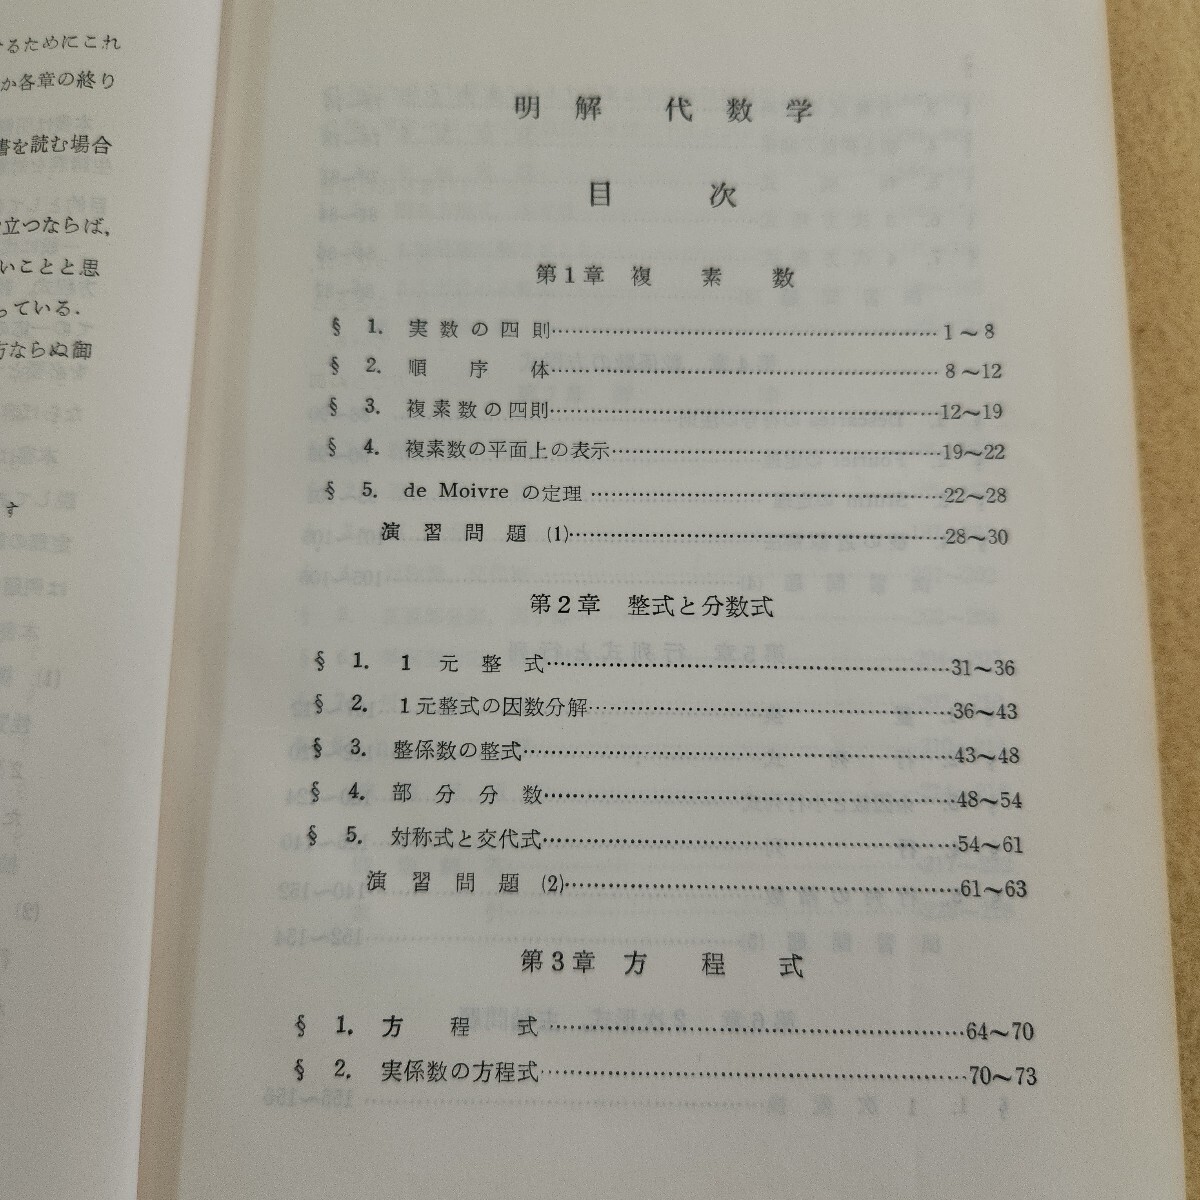 るためにこれ
か各章の終り
書を読む場合
立つならば,
いことと思
っている.
方ならぬ御
す
明解 代数学
目次
第1章 複素数
§ 1. 実数の四則……………………1～8
§ 2. 順序体……………………8～12
§ 3. 複素数の四則……………………12～19
§ 4. 複素数の平面上の表示……………………19～22
§ 5. de Moivre の定理……………………22～28
演習問題 (1)……………………28～30
第2章 整式と分数式
§ 1. 1元整式……………………31～36
§ 2. 1元整式の因数分解……………………36～43
§ 3. 整係数の整式……………………43～48
§ 4. 部分分数……………………48～54
§ 5. 対称式と交代式……………………54～61
演習問題 (2)……………………61～63
第3章 方程式
§ 1. 方程式……………………64～70
§ 2. 実係数の方程式……………………70～73